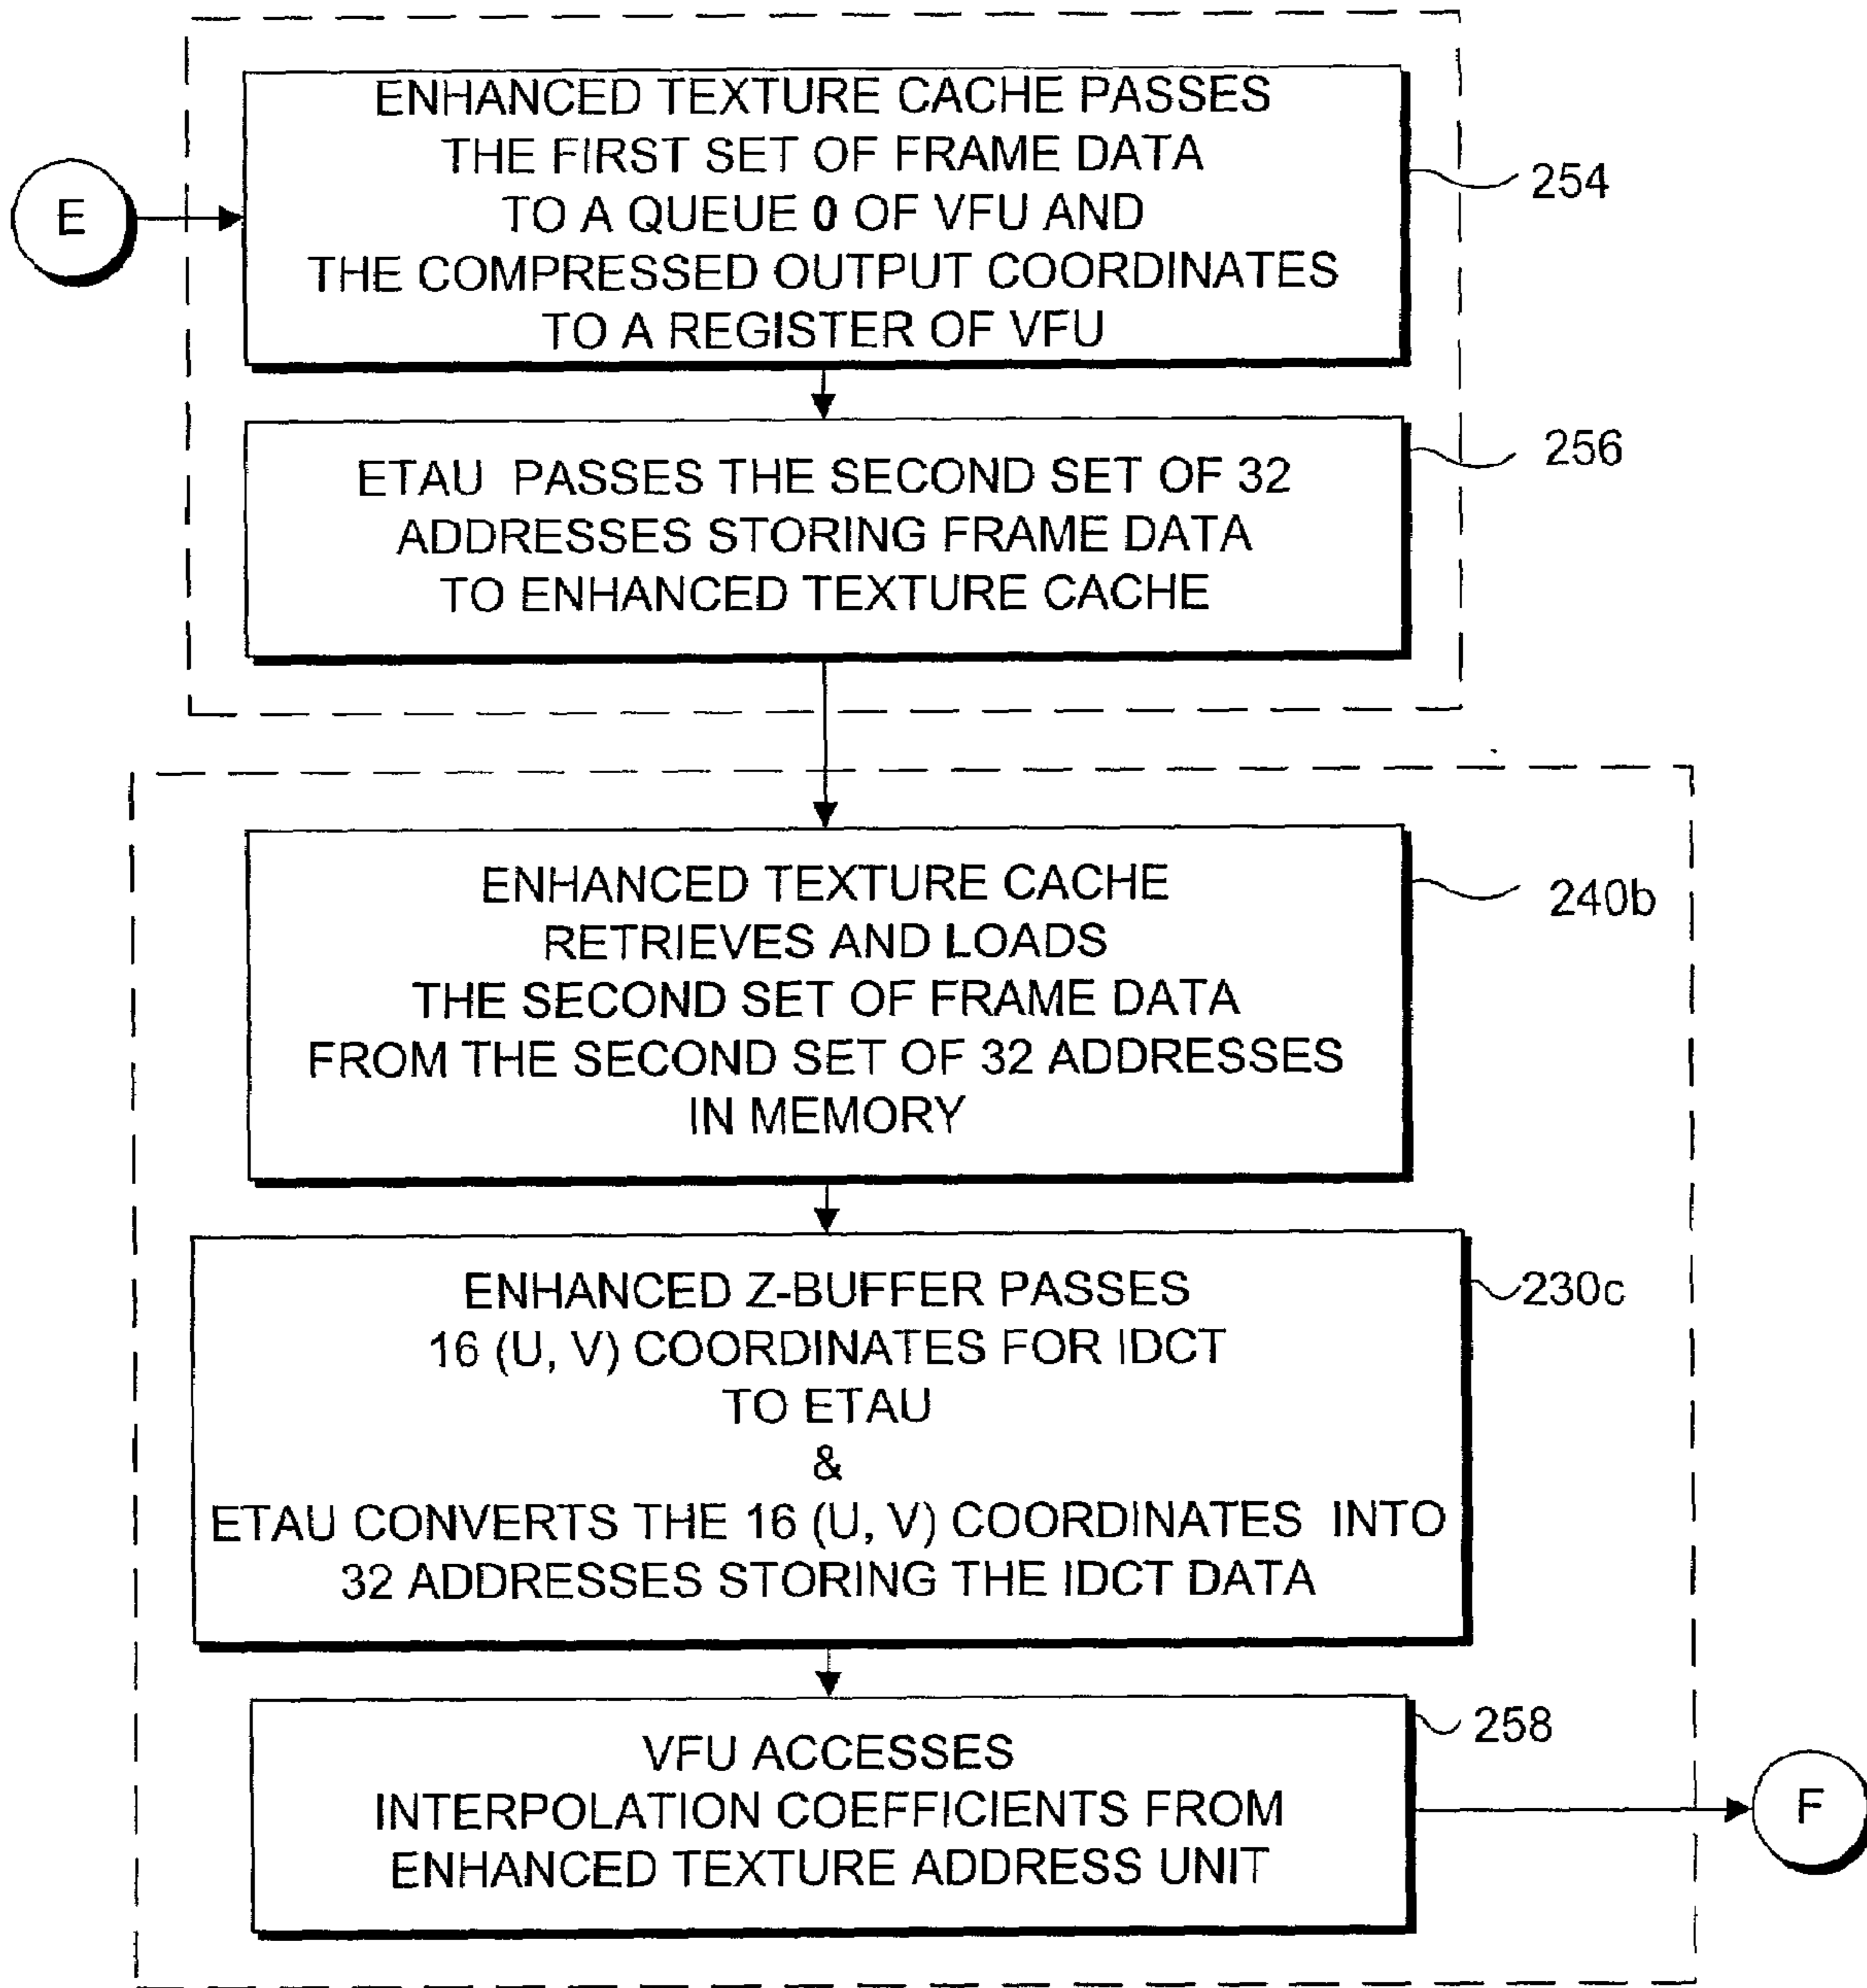 ENHANCED TEXTURE CACHE PASSES
THE FIRST SET OF FRAME DATA
TO A QUEUE 0 OF VFU AND
THE COMPRESSED OUTPUT COORDINATES
TO A REGISTER OF VFU
254
E
ETAU PASSES THE SECOND SET OF 32
ADDRESSES STORING FRAME DATA
TO ENHANCED TEXTURE CACHE
256
ENHANCED TEXTURE CACHE
RETRIEVES AND LOADS
THE SECOND SET OF FRAME DATA
FROM THE SECOND SET OF 32 ADDRESSES
IN MEMORY
240b
ENHANCED Z-BUFFER PASSES
16 (U, V) COORDINATES FOR IDCT
TO ETAU
&
ETAU CONVERTS THE 16 (U, V) COORDINATES INTO
32 ADDRESSES STORING THE IDCT DATA
230c
VFU ACCESSES
INTERPOLATION COEFFICIENTS FROM
ENHANCED TEXTURE ADDRESS UNIT
258
F